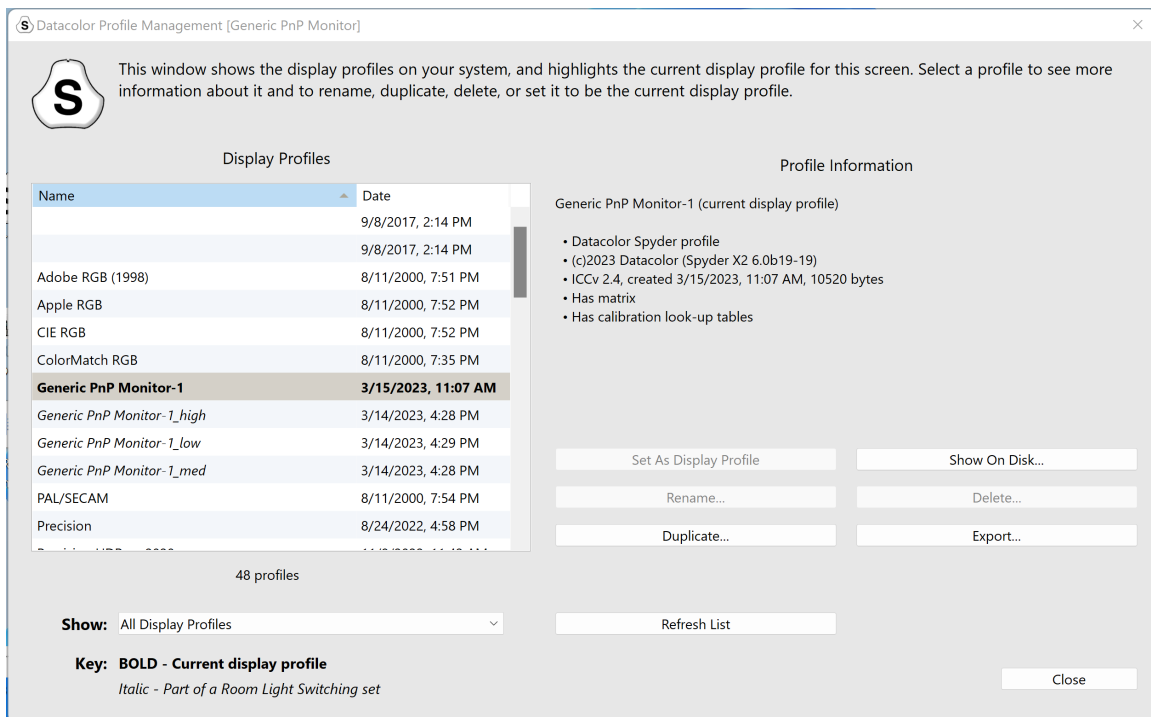 S Datacolor Profile Management [Generic PnP Monitor]
S
This window shows the display profiles on your system, and highlights the current display profile for this screen. Select a profile to see more
information about it and to rename, duplicate, delete, or set it to be the current display profile.
Display Profiles
Name Date
9/8/2017, 2:14 PM
9/8/2017, 2:14 PM
Adobe RGB (1998) 8/11/2000, 7:51 PM
Apple RGB 8/11/2000, 7:52 PM
CIE RGB 8/11/2000, 7:52 PM
ColorMatch RGB 8/11/2000, 7:35 PM
Generic PnP Monitor-1 3/15/2023, 11:07 AM
Generic PnP Monitor-1_high 3/14/2023, 4:28 PM
Generic PnP Monitor-1_low 3/14/2023, 4:29 PM
Generic PnP Monitor-1_med 3/14/2023, 4:28 PM
PAL/SECAM 8/11/2000, 7:54 PM
Precision 8/24/2022, 4:58 PM
48 profiles
Show: All Display Profiles
Key: BOLD - Current display profile
Italic - Part of a Room Light Switching set
Profile Information
Generic PnP Monitor-1 (current display profile)
• Datacolor Spyder profile
• (c)2023 Datacolor (Spyder X2 6.0b19-19)
• ICCv 2.4, created 3/15/2023, 11:07 AM, 10520 bytes
• Has matrix
• Has calibration look-up tables
Set As Display Profile Show On Disk...
Rename... Delete...
Duplicate... Export...
Refresh List
Close